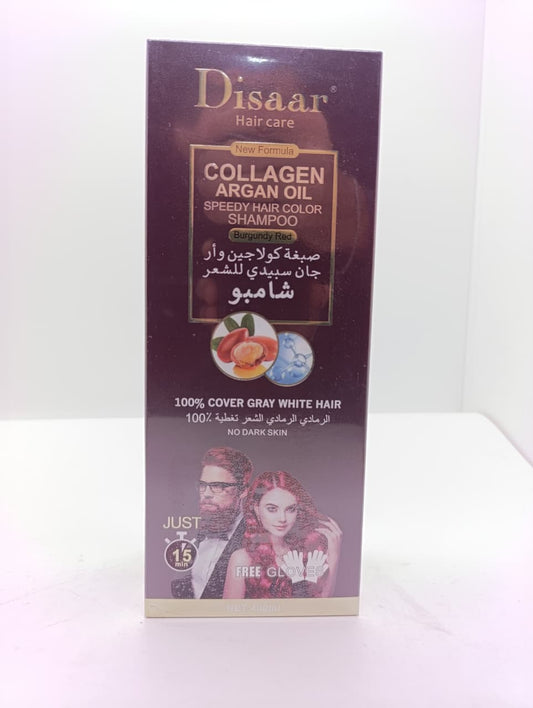 Disaar®
Hair care
New Formula
COLLAGEN
ARGAN OIL
SPEEDY HAIR COLOR
SHAMPOO
Burgundy Red
صبغة كولاجين وأر
جان سبيدي للشعر
شامبو
100% COVER GRAY WHITE HAIR
الرمادي الرمادي الشعر تغطية %100
NO DARK SKIN
JUST
15
min
FREE GLOVES